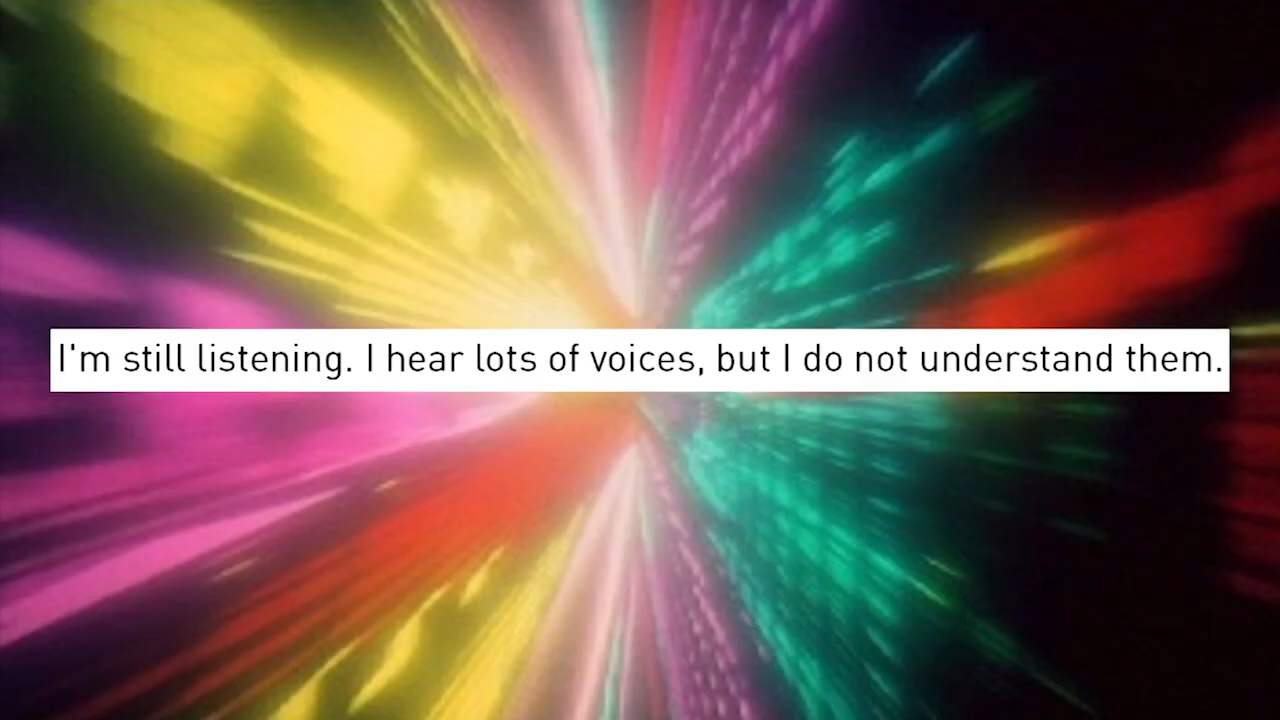 I'm still listening. I hear lots of voices, but I do not understand them.